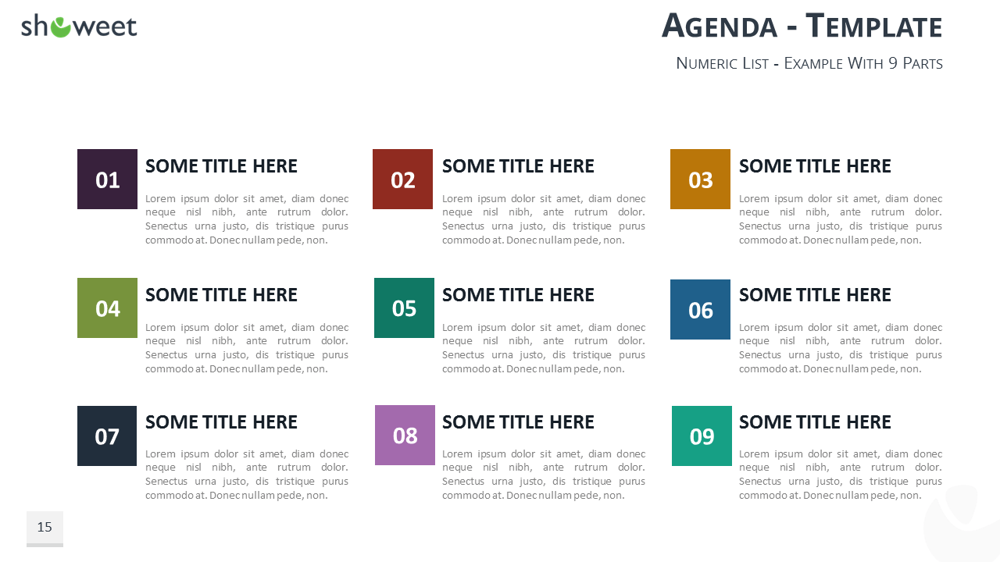 showeet
AGENDA - TEMPLATE
NUMERIC LIST - EXAMPLE WITH 9 PARTS
01
SOME TITLE HERE
Lorem ipsum dolor sit amet, diam donec
neque nisl nibh, ante rutrum dolor.
Senectus urna justo, dis tristique purus
commodo at. Donec nullam pede, non.
02
SOME TITLE HERE
Lorem ipsum dolor sit amet, diam donec
neque nisl nibh, ante rutrum dolor.
Senectus urna justo, dis tristique purus
commodo at. Donec nullam pede, non.
03
SOME TITLE HERE
Lorem ipsum dolor sit amet, diam donec
neque nisl nibh, ante rutrum dolor.
Senectus urna justo, dis tristique purus
commodo at. Donec nullam pede, non.
04
SOME TITLE HERE
Lorem ipsum dolor sit amet, diam donec
neque nisl nibh, ante rutrum dolor.
Senectus urna justo, dis tristique purus
commodo at. Donec nullam pede, non.
05
SOME TITLE HERE
Lorem ipsum dolor sit amet, diam donec
neque nisl nibh, ante rutrum dolor.
Senectus urna justo, dis tristique purus
commodo at. Donec nullam pede, non.
06
SOME TITLE HERE
Lorem ipsum dolor sit amet, diam donec
neque nisl nibh, ante rutrum dolor.
Senectus urna justo, dis tristique purus
commodo at. Donec nullam pede, non.
07
SOME TITLE HERE
Lorem ipsum dolor sit amet, diam donec
neque nisl nibh, ante rutrum dolor.
Senectus urna justo, dis tristique purus
commodo at. Donec nullam pede, non.
08
SOME TITLE HERE
Lorem ipsum dolor sit amet, diam donec
neque nisl nibh, ante rutrum dolor.
Senectus urna justo, dis tristique purus
commodo at. Donec nullam pede, non.
09
SOME TITLE HERE
Lorem ipsum dolor sit amet, diam donec
neque nisl nibh, ante rutrum dolor.
Senectus urna justo, dis tristique purus
commodo at. Donec nullam pede, non.
15